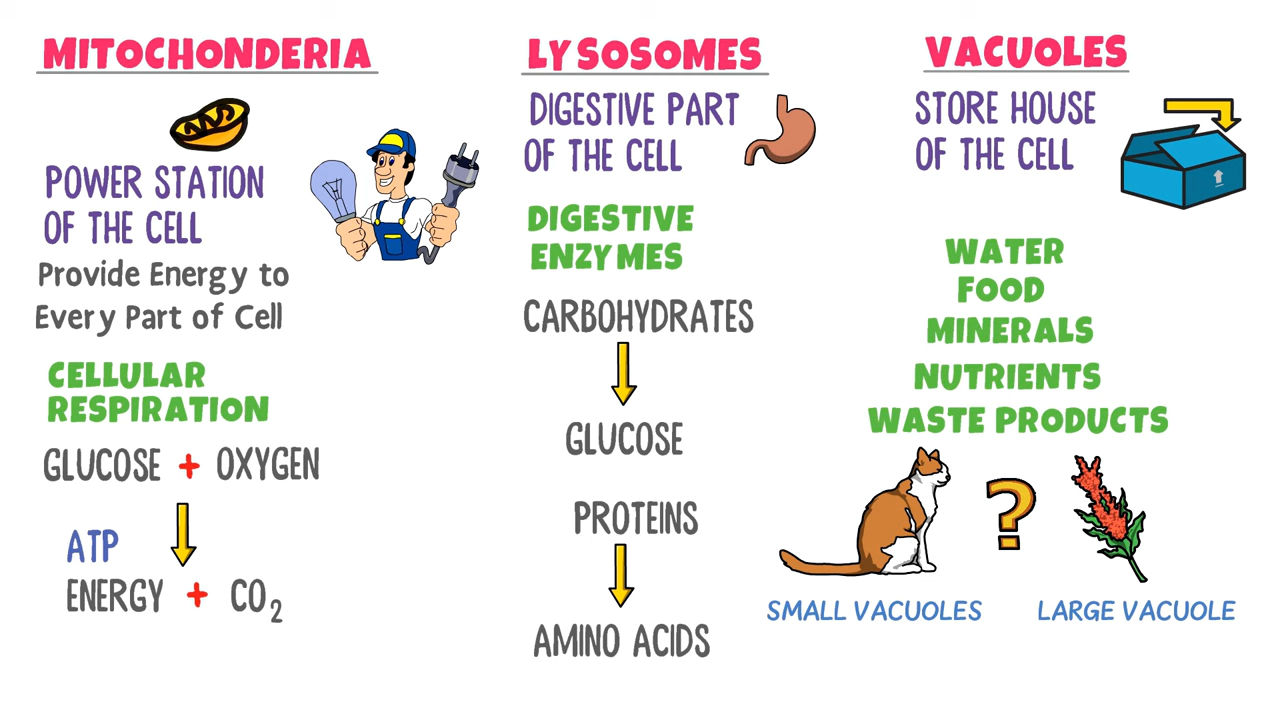 MITOCHONDERIA
POWER STATION
OF THE CELL
Provide Energy to
Every Part of Cell
CELLULAR
RESPIRATION
GLUCOSE + OXYGEN
ATP
ENERGY + CO₂
LYSOSOMES
DIGESTIVE PART
OF THE CELL
DIGESTIVE
ENZYMES
CARBOHYDRATES
GLUCOSE
PROTEINS
AMINO ACIDS
VACUOLES
STORE HOUSE
OF THE CELL
WATER
FOOD
MINERALS
NUTRIENTS
WASTE PRODUCTS
?
SMALL VACUOLES
LARGE VACUOLE